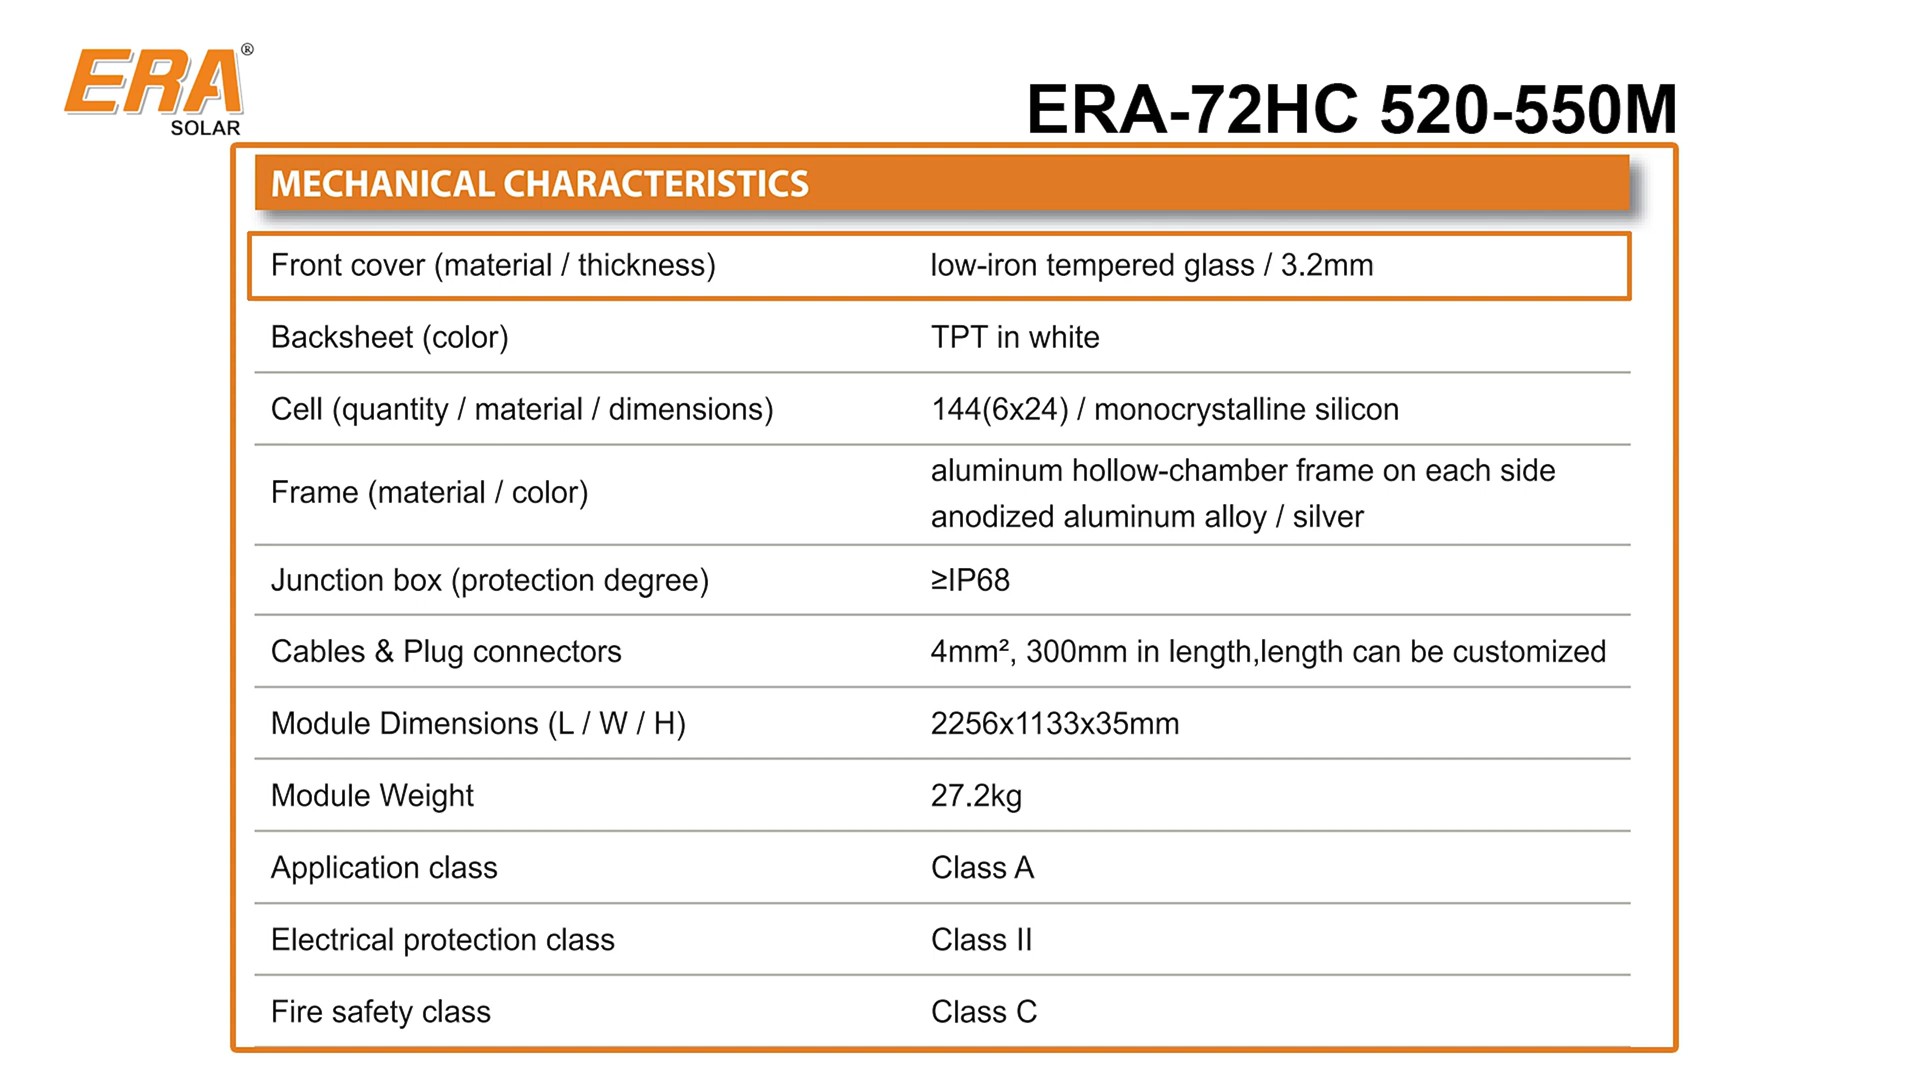 ERA®
SOLAR
ERA-72HC 520-550M
MECHANICAL CHARACTERISTICS
Front cover (material / thickness) low-iron tempered glass / 3.2mm
Backsheet (color) TPT in white
Cell (quantity / material / dimensions) 144(6x24) / monocrystalline silicon
Frame (material / color) aluminum hollow-chamber frame on each side
anodized aluminum alloy / silver
Junction box (protection degree) ≥IP68
Cables & Plug connectors 4mm², 300mm in length,length can be customized
Module Dimensions (L / W / H) 2256x1133x35mm
Module Weight 27.2kg
Application class Class A
Electrical protection class Class II
Fire safety class Class C